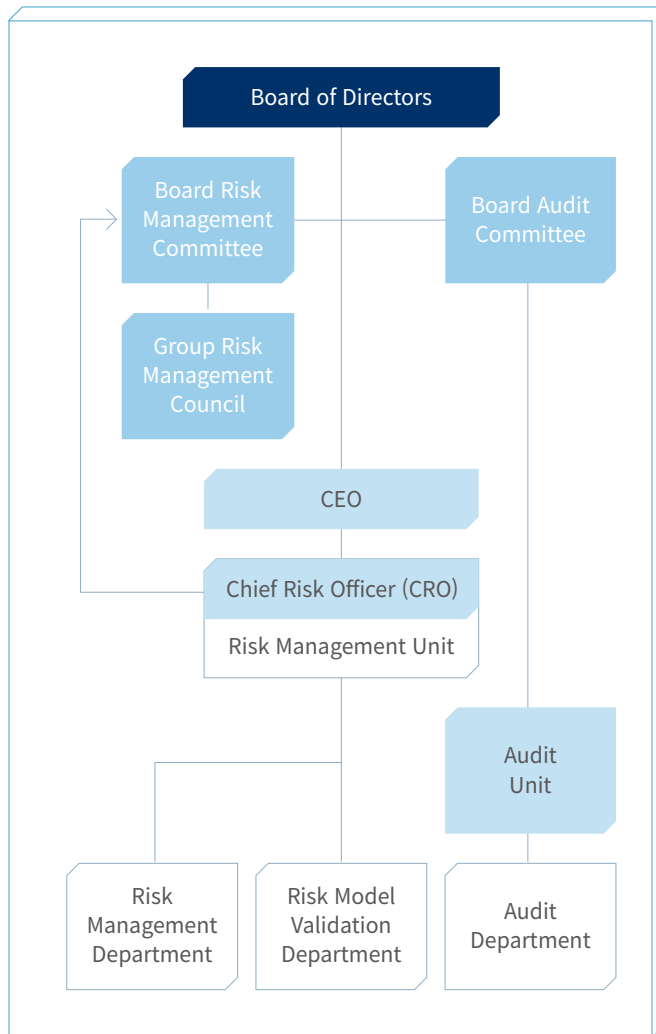 Board of Directors
Board Risk
Management
Committee
Board Audit
Committee
Group Risk
Management
Council
CEO
Chief Risk Officer (CRO)
Risk Management Unit
Audit
Unit
Risk
Management
Department
Risk Model
Validation
Department
Audit
Department